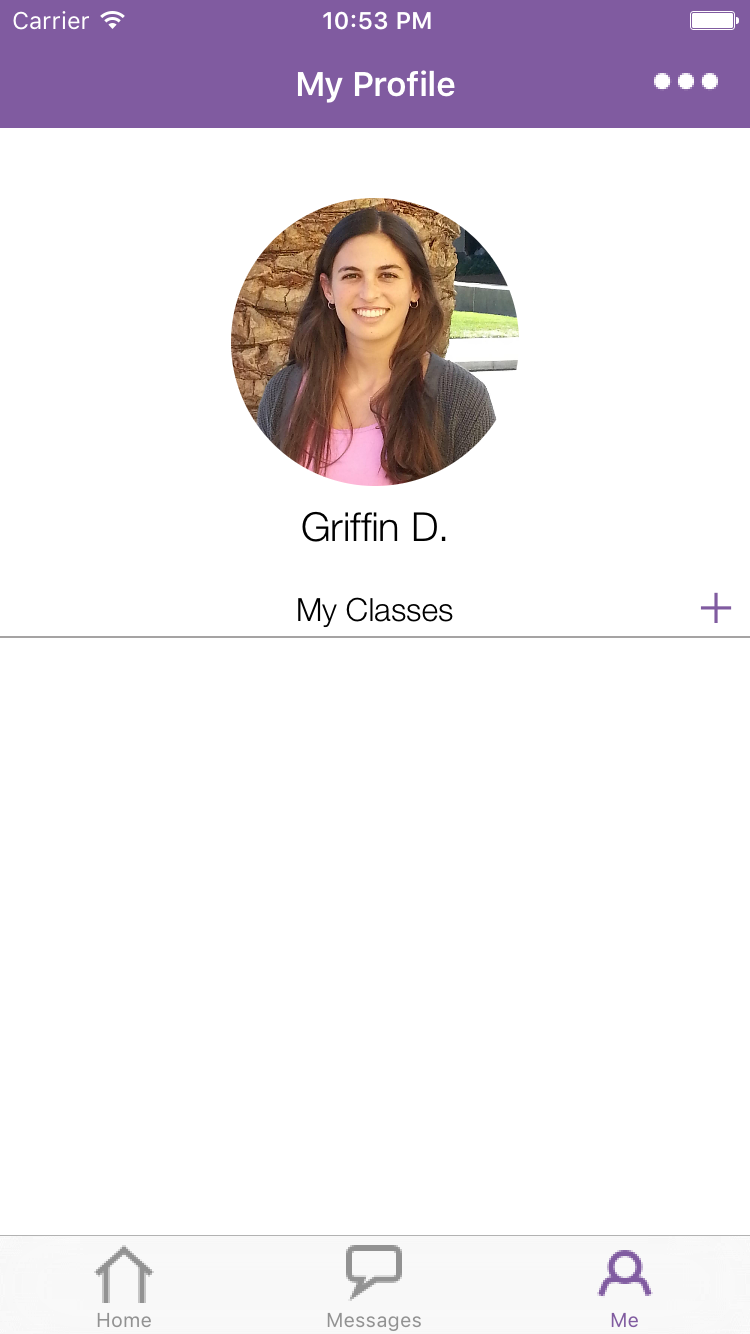 Carrier 10:53 PM
My Profile
Griffin D.
My Classes
Home Messages Me